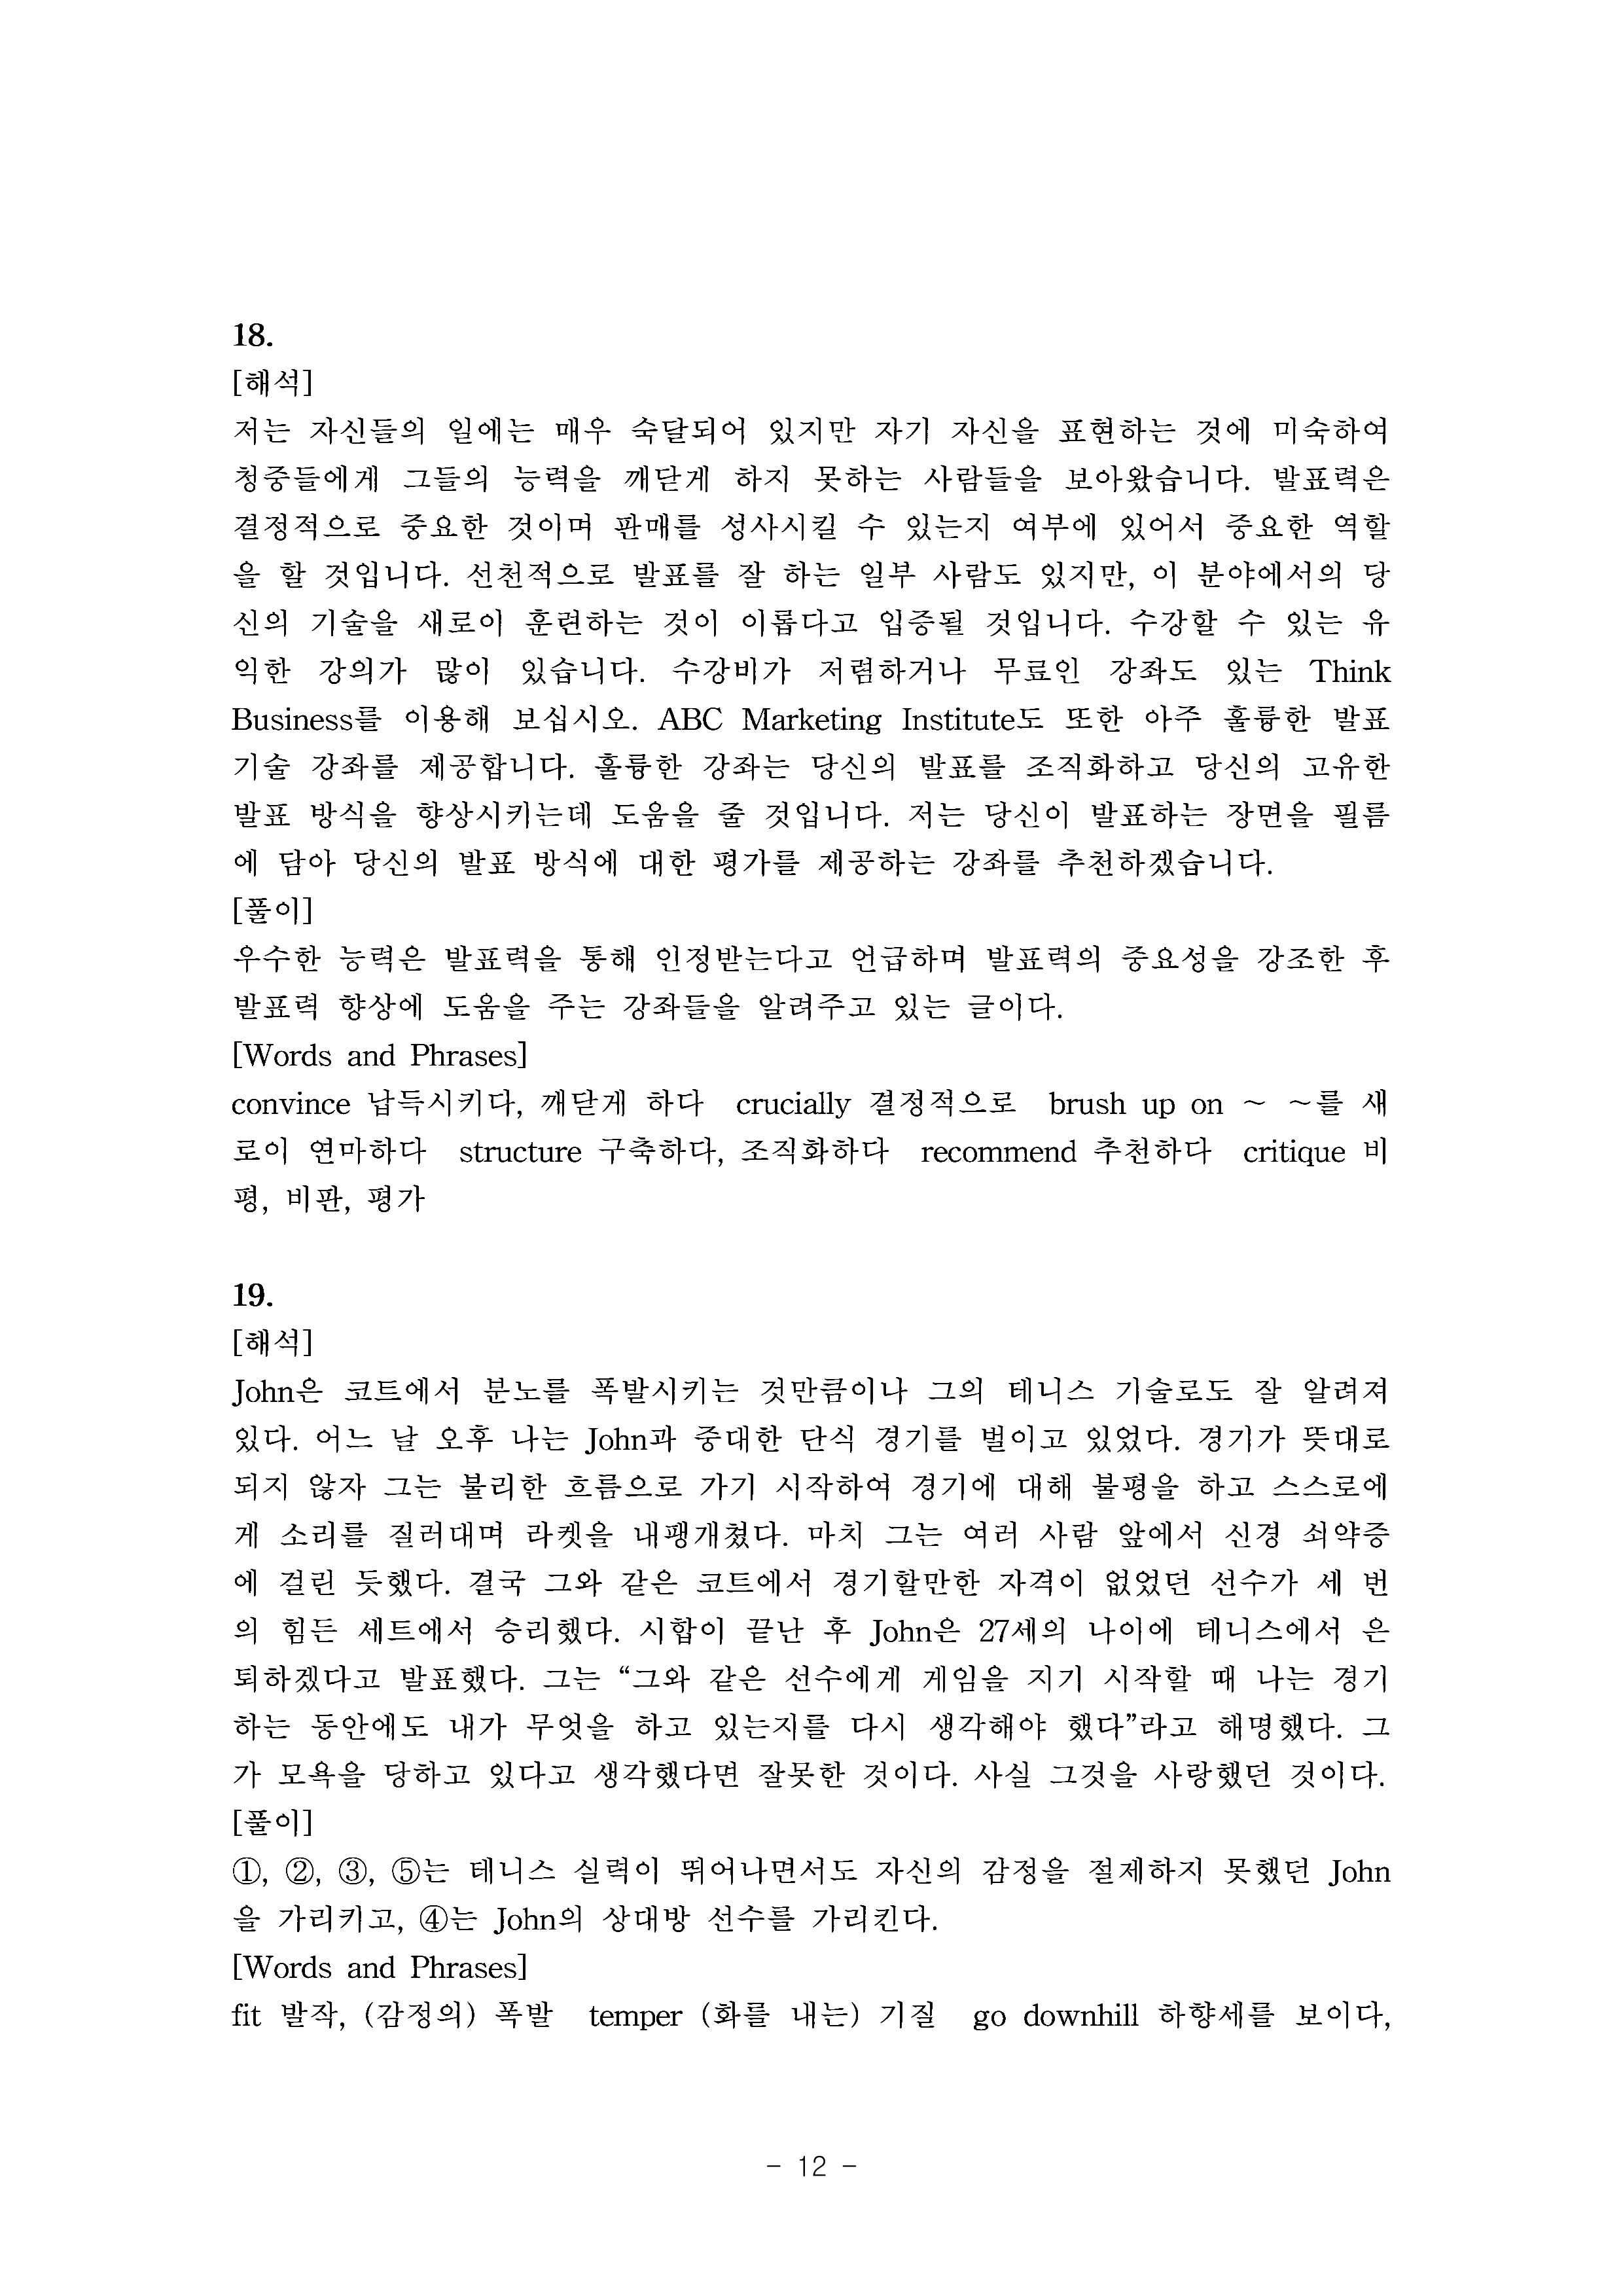 18.
[해석]
저는 자신들의 일에는 매우 숙달되어 있지만 자기 자신을 표현하는 것에 미숙하여
청중들에게 그들의 능력을 깨닫게 하지 못하는 사람들을 보아왔습니다. 발표력은
결정적으로 중요한 것이며 판매를 성사시킬 수 있는지 여부에 있어서 중요한 역할
을 할 것입니다. 선천적으로 발표를 잘 하는 일부 사람도 있지만, 이 분야에서의 당
신의 기술을 새로이 훈련하는 것이 이롭다고 입증될 것입니다. 수강할 수 있는 유
익한 강의가 많이 있습니다. 수강비가 저렴하거나 무료인 강좌도 있는 Think
Business를 이용해 보십시오. ABC Marketing Institute도 또한 아주 훌륭한 발표
기술 강좌를 제공합니다. 훌륭한 강좌는 당신의 발표를 조직화하고 당신의 고유한
발표 방식을 향상시키는데 도움을 줄 것입니다. 저는 당신이 발표하는 장면을 필름
에 담아 당신의 발표 방식에 대한 평가를 제공하는 강좌를 추천하겠습니다.
[풀이]
우수한 능력은 발표력을 통해 인정받는다고 언급하며 발표력의 중요성을 강조한 후
발표력 향상에 도움을 주는 강좌들을 알려주고 있는 글이다.
[Words and Phrases]
convince 납득시키다, 깨닫게 하다 crucially 결정적으로 brush up on ~ ~를 새
로이 연마하다 structure 구축하다, 조직화하다 recommend 추천하다 critique 비
평, 비판, 평가
19.
[해석]
John은 코트에서 분노를 폭발시키는 것만큼이나 그의 테니스 기술로도 잘 알려져
있다. 어느 날 오후 나는 John과 중대한 단식 경기를 벌이고 있었다. 경기가 뜻대로
되지 않자 그는 불리한 흐름으로 가기 시작하여 경기에 대해 불평을 하고 스스로에
게 소리를 질러대며 라켓을 내팽개쳤다. 마치 그는 여러 사람 앞에서 신경 쇠약증
에 걸린 듯했다. 결국 그와 같은 코트에서 경기할만한 자격이 없었던 선수가 세 번
의 힘든 세트에서 승리했다. 시합이 끝난 후 John은 27세의 나이에 테니스에서 은
퇴하겠다고 발표했다. 그는 “그와 같은 선수에게 게임을 지기 시작할 때 나는 경기
하는 동안에도 내가 무엇을 하고 있는지를 다시 생각해야 했다”라고 해명했다. 그
가 모욕을 당하고 있다고 생각했다면 잘못한 것이다. 사실 그것을 사랑했던 것이다.
[풀이]
①, ②, ③, ⑤는 테니스 실력이 뛰어나면서도 자신의 감정을 절제하지 못했던 John
을 가리키고, ④는 John의 상대방 선수를 가리킨다.
[Words and Phrases]
fit 발작, (감정의) 폭발 temper (화를 내는) 기질 go downhill 하향세를 보이다,
- 12 -